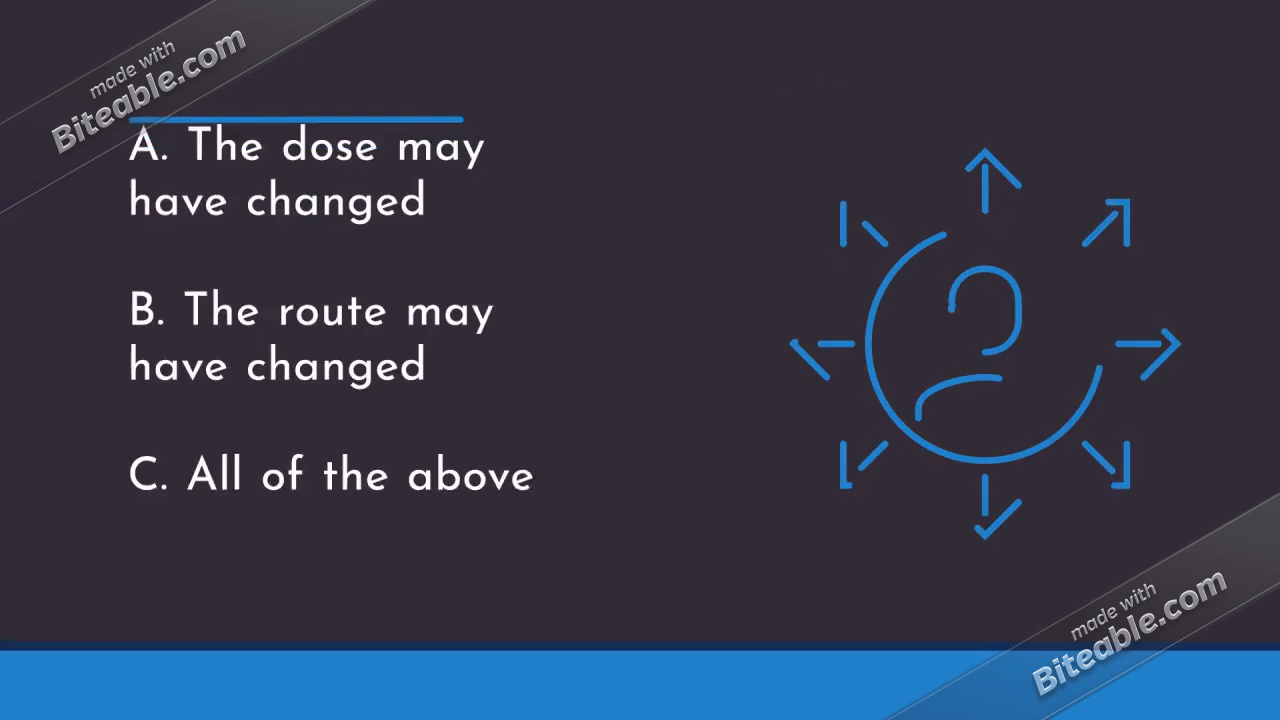 made with
Biteable.com
A. The dose may
have changed
B. The route may
have changed
C. All of the above
made with
Biteable.com